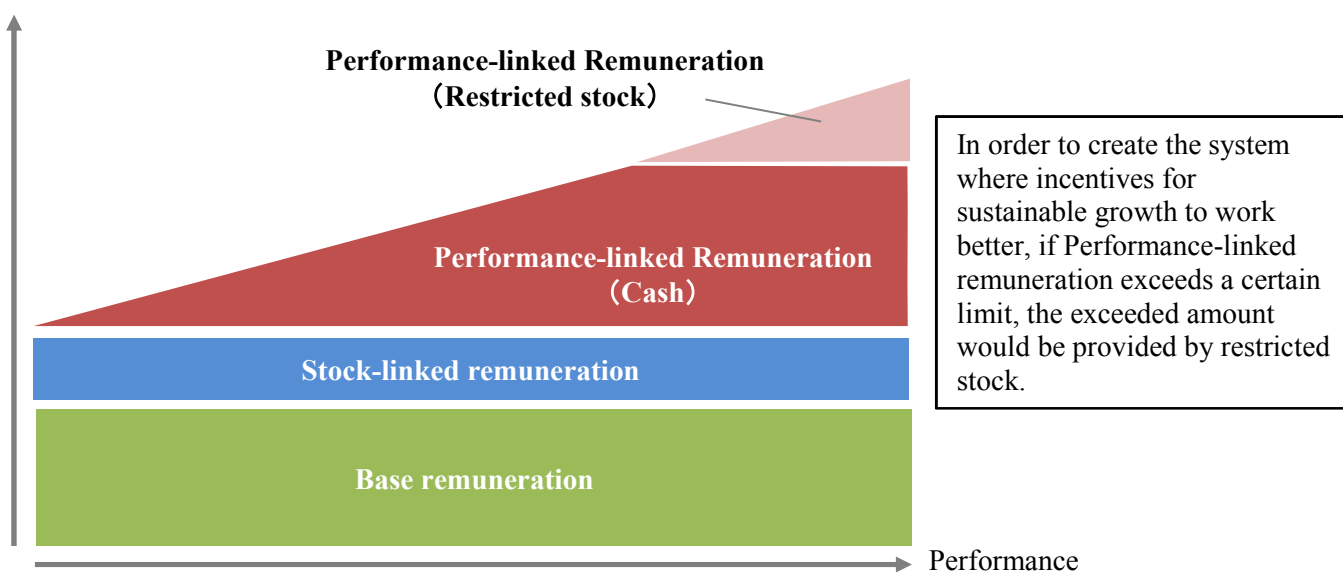 Performance-linked Remuneration
（Restricted stock）
In order to create the system
where incentives for
sustainable growth to work
better, if Performance-linked
remuneration exceeds a certain
limit, the exceeded amount
would be provided by restricted
stock.
Performance-linked Remuneration
（Cash）
Stock-linked remuneration
Base remuneration
Performance